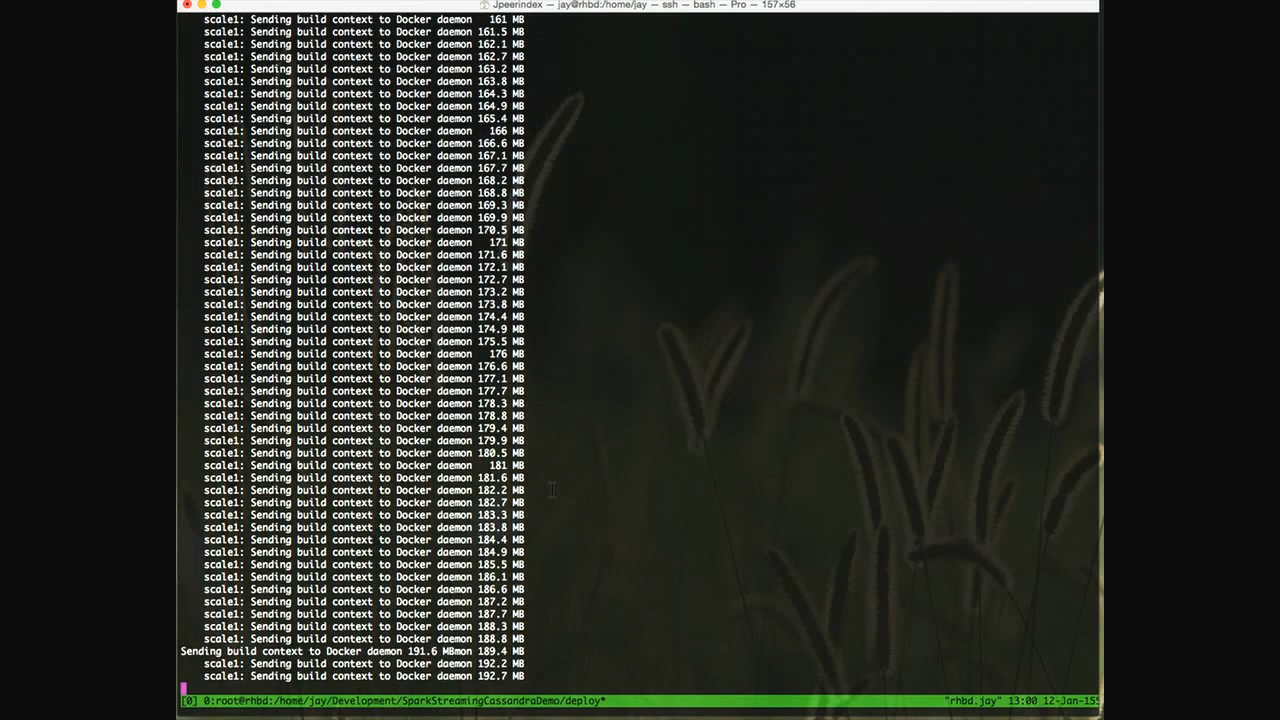 Jpeerindex — jay@rhbd:/home/jay — ssh — bash — Pro — 157×56
scale1: Sending build context to Docker daemon 161 MB
scale1: Sending build context to Docker daemon 161.5 MB
scale1: Sending build context to Docker daemon 162.1 MB
scale1: Sending build context to Docker daemon 162.7 MB
scale1: Sending build context to Docker daemon 163.2 MB
scale1: Sending build context to Docker daemon 163.8 MB
scale1: Sending build context to Docker daemon 164.3 MB
scale1: Sending build context to Docker daemon 164.9 MB
scale1: Sending build context to Docker daemon 165.4 MB
scale1: Sending build context to Docker daemon 166 MB
scale1: Sending build context to Docker daemon 166.6 MB
scale1: Sending build context to Docker daemon 167.1 MB
scale1: Sending build context to Docker daemon 167.7 MB
scale1: Sending build context to Docker daemon 168.2 MB
scale1: Sending build context to Docker daemon 168.8 MB
scale1: Sending build context to Docker daemon 169.3 MB
scale1: Sending build context to Docker daemon 169.9 MB
scale1: Sending build context to Docker daemon 170.5 MB
scale1: Sending build context to Docker daemon 171 MB
scale1: Sending build context to Docker daemon 171.6 MB
scale1: Sending build context to Docker daemon 172.1 MB
scale1: Sending build context to Docker daemon 172.7 MB
scale1: Sending build context to Docker daemon 173.2 MB
scale1: Sending build context to Docker daemon 173.8 MB
scale1: Sending build context to Docker daemon 174.4 MB
scale1: Sending build context to Docker daemon 174.9 MB
scale1: Sending build context to Docker daemon 175.5 MB
scale1: Sending build context to Docker daemon 176 MB
scale1: Sending build context to Docker daemon 176.6 MB
scale1: Sending build context to Docker daemon 177.1 MB
scale1: Sending build context to Docker daemon 177.7 MB
scale1: Sending build context to Docker daemon 178.3 MB
scale1: Sending build context to Docker daemon 178.8 MB
scale1: Sending build context to Docker daemon 179.4 MB
scale1: Sending build context to Docker daemon 179.9 MB
scale1: Sending build context to Docker daemon 180.5 MB
scale1: Sending build context to Docker daemon 181 MB
scale1: Sending build context to Docker daemon 181.6 MB
scale1: Sending build context to Docker daemon 182.2 MB
scale1: Sending build context to Docker daemon 182.7 MB
scale1: Sending build context to Docker daemon 183.3 MB
scale1: Sending build context to Docker daemon 183.8 MB
scale1: Sending build context to Docker daemon 184.4 MB
scale1: Sending build context to Docker daemon 184.9 MB
scale1: Sending build context to Docker daemon 185.5 MB
scale1: Sending build context to Docker daemon 186.1 MB
scale1: Sending build context to Docker daemon 186.6 MB
scale1: Sending build context to Docker daemon 187.2 MB
scale1: Sending build context to Docker daemon 187.7 MB
scale1: Sending build context to Docker daemon 188.3 MB
scale1: Sending build context to Docker daemon 188.8 MB
Sending build context to Docker daemon 191.6 MBmon 189.4 MB
scale1: Sending build context to Docker daemon 192.2 MB
scale1: Sending build context to Docker daemon 192.7 MB
[0] 0:root@rhbd:/home/jay/Development/SparkStreamingCassandraDemo/deploy* "rhbd.jay" 13:00 12-Jan-15